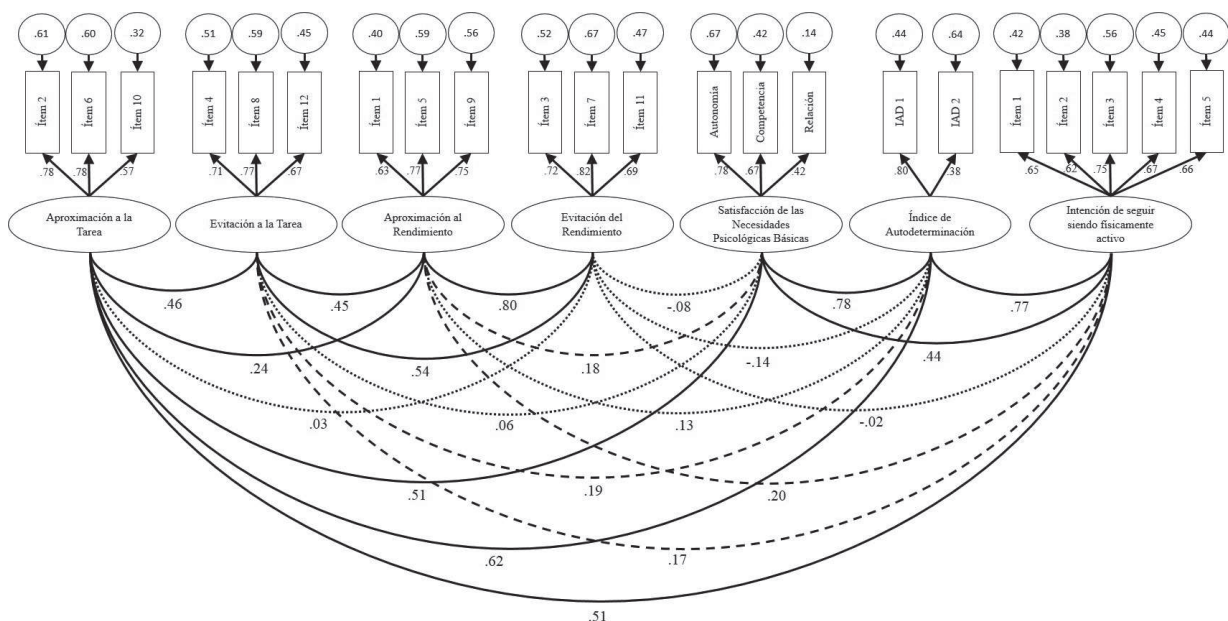 .61 .60 .32 .51 .59 .45 .40 .59 .56 .52 .67 .47 .67 .42 .14 .44 .64 .42 .38 .56 .45 .44
Ítem 2
Ítem 6
Ítem 10
Ítem 4
Ítem 8
Ítem 12
Ítem 1
Ítem 5
Ítem 9
Ítem 3
Ítem 7
Ítem 11
Autonomía
Competencia
Relación
IAD 1
IAD 2
Ítem 1
Ítem 2
Ítem 3
Ítem 4
Ítem 5
.78 .78 .57 .71 .77 .67 .63 .77 .75 .72 .82 .69 .78 .67 .42 .80 .38 .65 .62 .75 .67 .66
Aproximación a la
Tarea
Evitación a la Tarea
Aproximación al
Rendimiento
Evitación del
Rendimiento
Satisfacción de las
Necesidades
Psicológicas Básicas
Índice de
Autodeterminación
Intención de seguir
siendo físicamente
activo
.46 .45 .80 -.08 .78 .77
.24 .54 .18 -.14 .44
.03 .06 .13 -.02
.51 .19 .20
.62 .17
.51